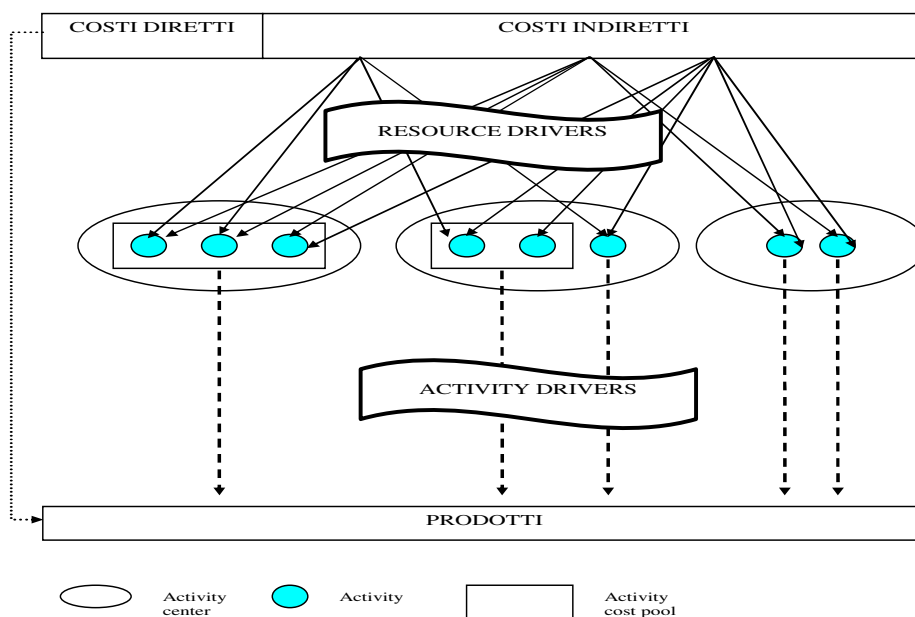 COSTI DIRETTI
COSTI INDIRETTI
RESOURCE DRIVERS
ACTIVITY DRIVERS
PRODOTTI
Activity
center
Activity
Activity
cost pool